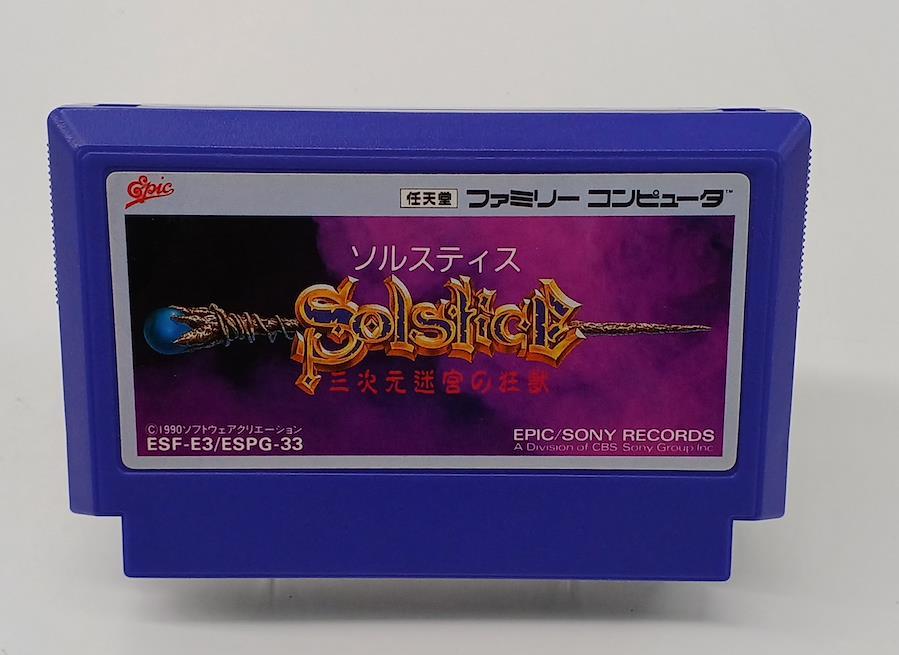 Epic
任天堂 ファミリー コンピュータ™
ソルスティス
Solstice
三次元迷宮の狂獣
©1990ソフトウェアクリエーション
ESF-E3/ESPG-33
EPIC/SONY RECORDS
A Division of CBS Sony Group Inc